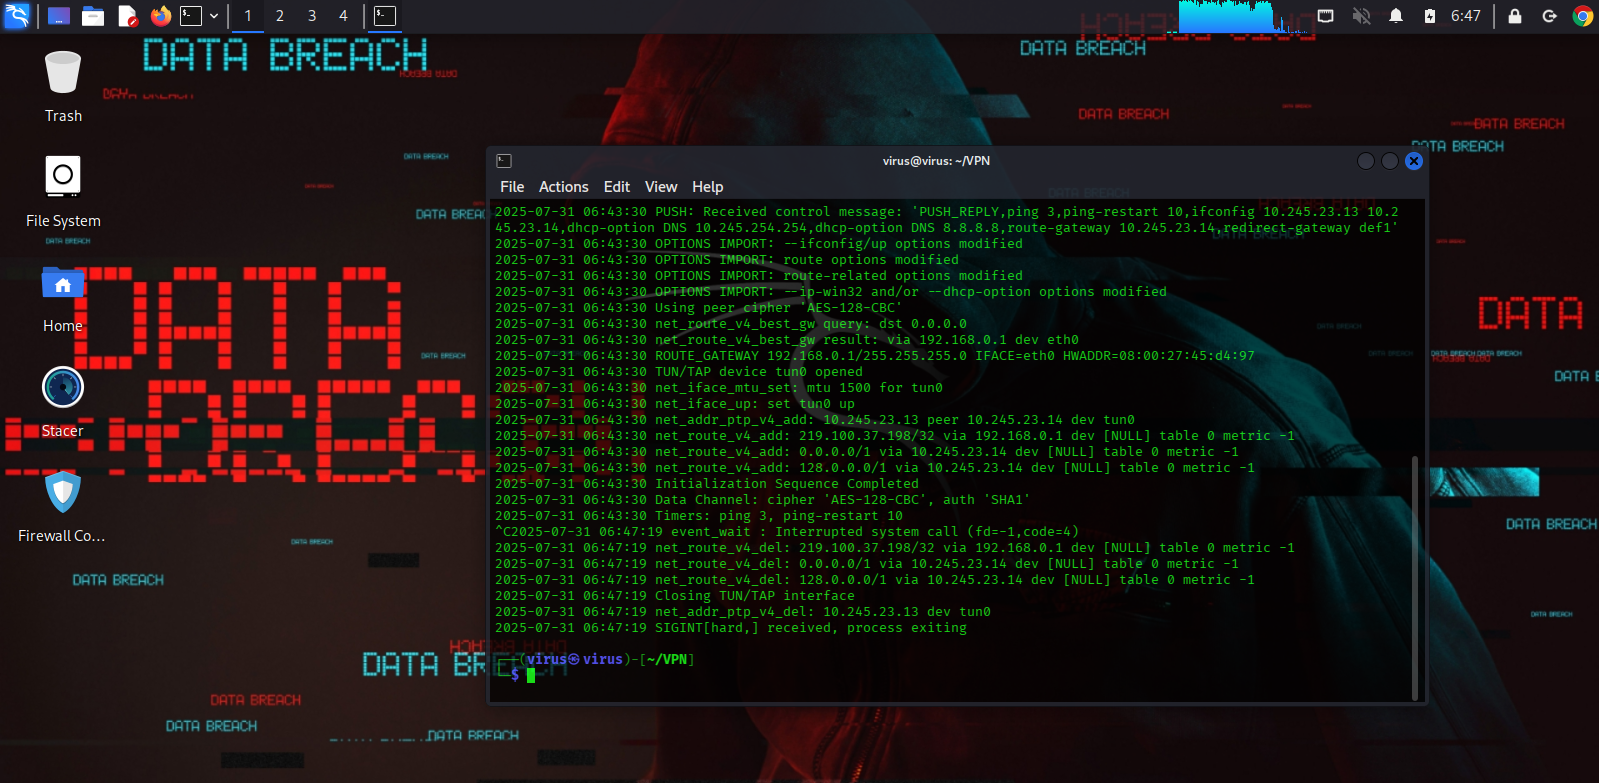 1 2 3 4
6:47
DATA BREACH
DATA BREACH
DATA BREACH
DATA BREACH
DATA BREACH
DATA BREACH
DATA BREACH
Trash
File System
Home
Stacer
Firewall Co...
DATA
DATA
DATA BREACH
DATA BREACH
DATA BREACH
DATA BREACH
DATA BREACH
DATA BREACH
DATA BREACH
DATA BREACH
DATA BREACH
virus@virus: ~/VPN
File Actions Edit View Help
2025-07-31 06:43:30 PUSH: Received control message: 'PUSH_REPLY,ping 3,ping-restart 10,ifconfig 10.245.23.13 10.2
45.23.14,dhcp-option DNS 10.245.254.254,dhcp-option DNS 8.8.8.8,route-gateway 10.245.23.14,redirect-gateway def1'
2025-07-31 06:43:30 OPTIONS IMPORT: --ifconfig/up options modified
2025-07-31 06:43:30 OPTIONS IMPORT: route options modified
2025-07-31 06:43:30 OPTIONS IMPORT: route-related options modified
2025-07-31 06:43:30 OPTIONS IMPORT: --ip-win32 and/or --dhcp-option options modified
2025-07-31 06:43:30 Using peer cipher 'AES-128-CBC'
2025-07-31 06:43:30 net_route_v4_best_gw query: dst 0.0.0.0
2025-07-31 06:43:30 net_route_v4_best_gw result: via 192.168.0.1 dev eth0
2025-07-31 06:43:30 ROUTE_GATEWAY 192.168.0.1/255.255.255.0 IFACE=eth0 HWADDR=08:00:27:45:d4:97
2025-07-31 06:43:30 TUN/TAP device tun0 opened
2025-07-31 06:43:30 net_iface_mtu_set: mtu 1500 for tun0
2025-07-31 06:43:30 net_iface_up: set tun0 up
2025-07-31 06:43:30 net_addr_ptp_v4_add: 10.245.23.13 peer 10.245.23.14 dev tun0
2025-07-31 06:43:30 net_route_v4_add: 219.100.37.198/32 via 192.168.0.1 dev [NULL] table 0 metric -1
2025-07-31 06:43:30 net_route_v4_add: 0.0.0.0/1 via 10.245.23.14 dev [NULL] table 0 metric -1
2025-07-31 06:43:30 net_route_v4_add: 128.0.0.0/1 via 10.245.23.14 dev [NULL] table 0 metric -1
2025-07-31 06:43:30 Initialization Sequence Completed
2025-07-31 06:43:30 Data Channel: cipher 'AES-128-CBC', auth 'SHA1'
2025-07-31 06:43:30 Timers: ping 3, ping-restart 10
^C2025-07-31 06:47:19 event_wait : Interrupted system call (fd=-1,code=4)
2025-07-31 06:47:19 net_route_v4_del: 219.100.37.198/32 via 192.168.0.1 dev [NULL] table 0 metric -1
2025-07-31 06:47:19 net_route_v4_del: 0.0.0.0/1 via 10.245.23.14 dev [NULL] table 0 metric -1
2025-07-31 06:47:19 net_route_v4_del: 128.0.0.0/1 via 10.245.23.14 dev [NULL] table 0 metric -1
2025-07-31 06:47:19 Closing TUN/TAP interface
2025-07-31 06:47:19 net_addr_ptp_v4_del: 10.245.23.13 dev tun0
2025-07-31 06:47:19 SIGINT[hard,] received, process exiting
(virus㉿virus)-[~/VPN]
$